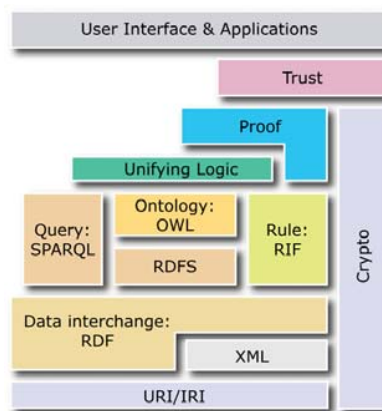 User Interface & Applications
Trust
Proof
Unifying Logic
Ontology:
OWL
Query:
SPARQL
Rule:
RIF
RDFS
Crypto
Data interchange:
RDF
XML
URI/IRI